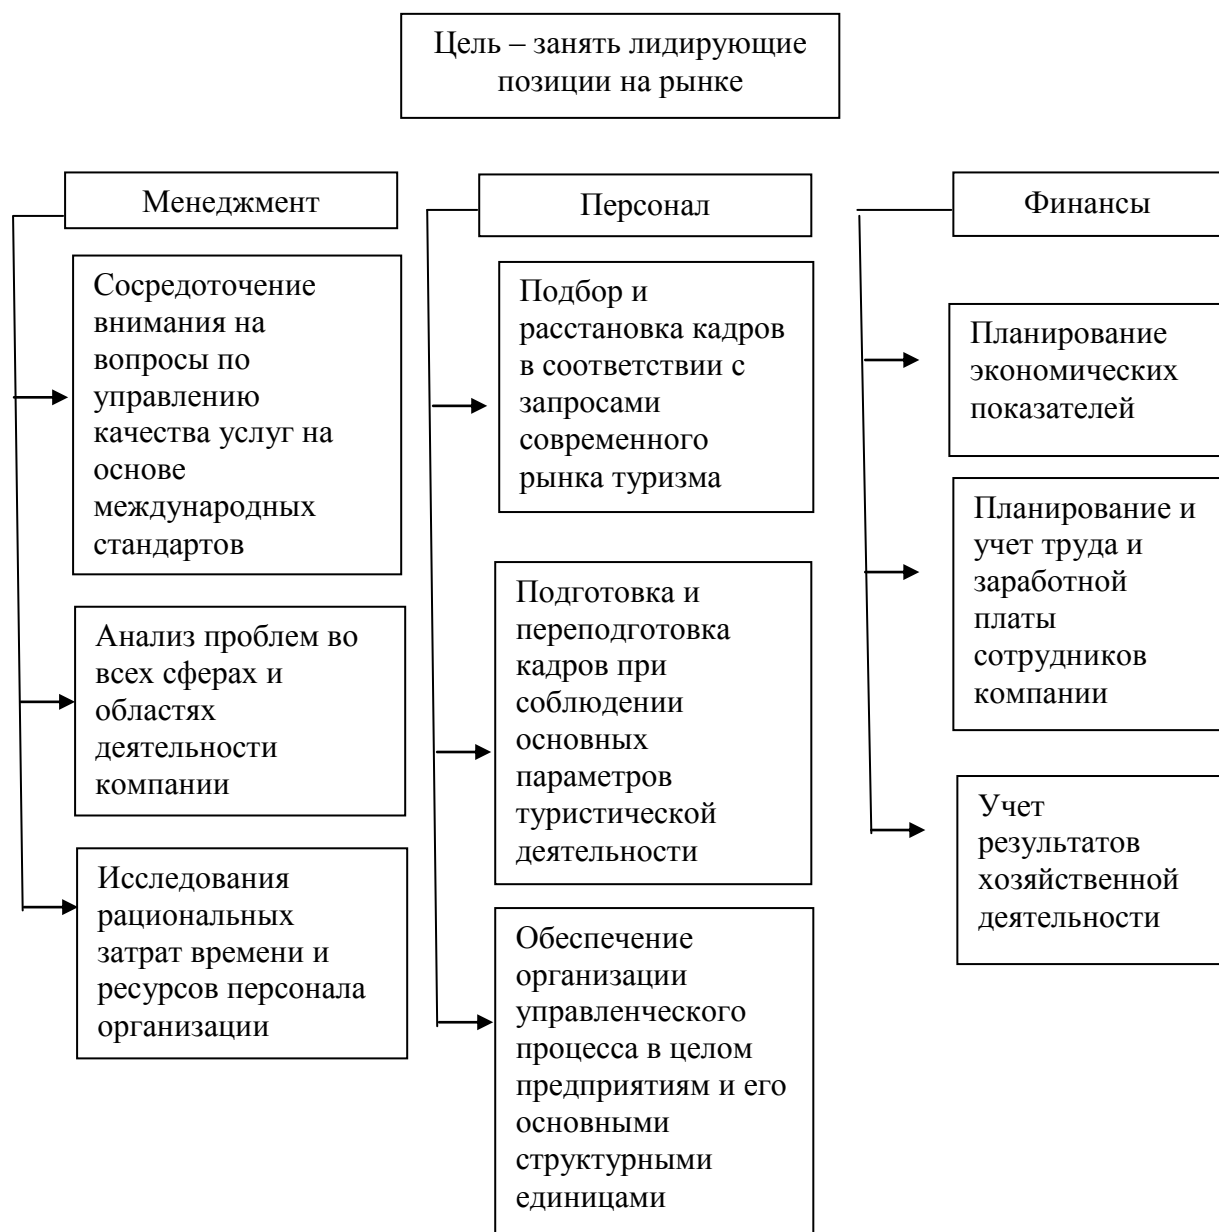 Цель – занять лидирующие
позиции на рынке
Менеджмент
Сосредоточение
внимания на
вопросы по
управлению
качества услуг на
основе
международных
стандартов
Анализ проблем во
всех сферах и
областях
деятельности
компании
Исследования
рациональных
затрат времени и
ресурсов персонала
организации
Персонал
Подбор и
расстановка кадров
в соответствии с
запросами
современного
рынка туризма
Подготовка и
переподготовка
кадров при
соблюдении
основных
параметров
туристической
деятельности
Обеспечение
организации
управленческого
процесса в целом
предприятиям и его
основными
структурными
единицами
Финансы
Планирование
экономических
показателей
Планирование и
учет труда и
заработной
платы
сотрудников
компании
Учет
результатов
хозяйственной
деятельности